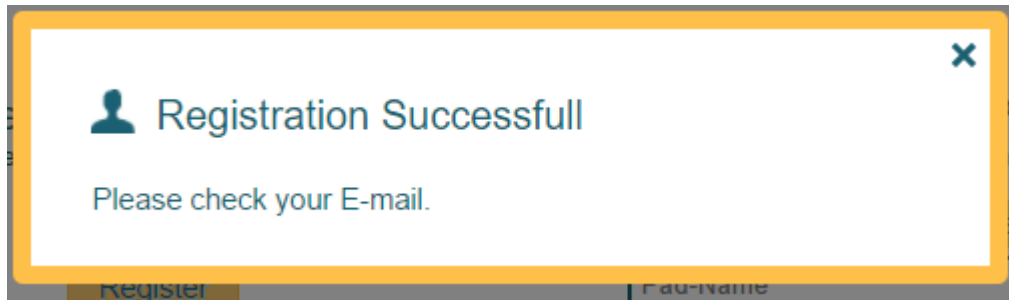 Registration Successfull
Please check your E-mail.
Register
Pad-Name